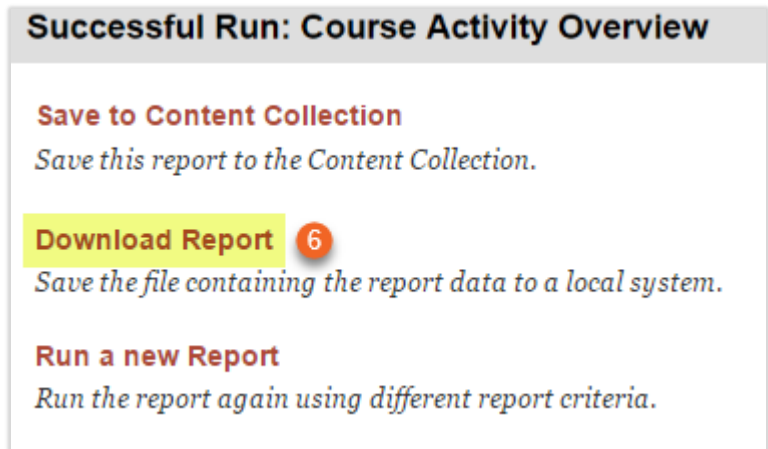 Successful Run: Course Activity Overview
Save to Content Collection
Save this report to the Content Collection.
Download Report 6
Save the file containing the report data to a local system.
Run a new Report
Run the report again using different report criteria.